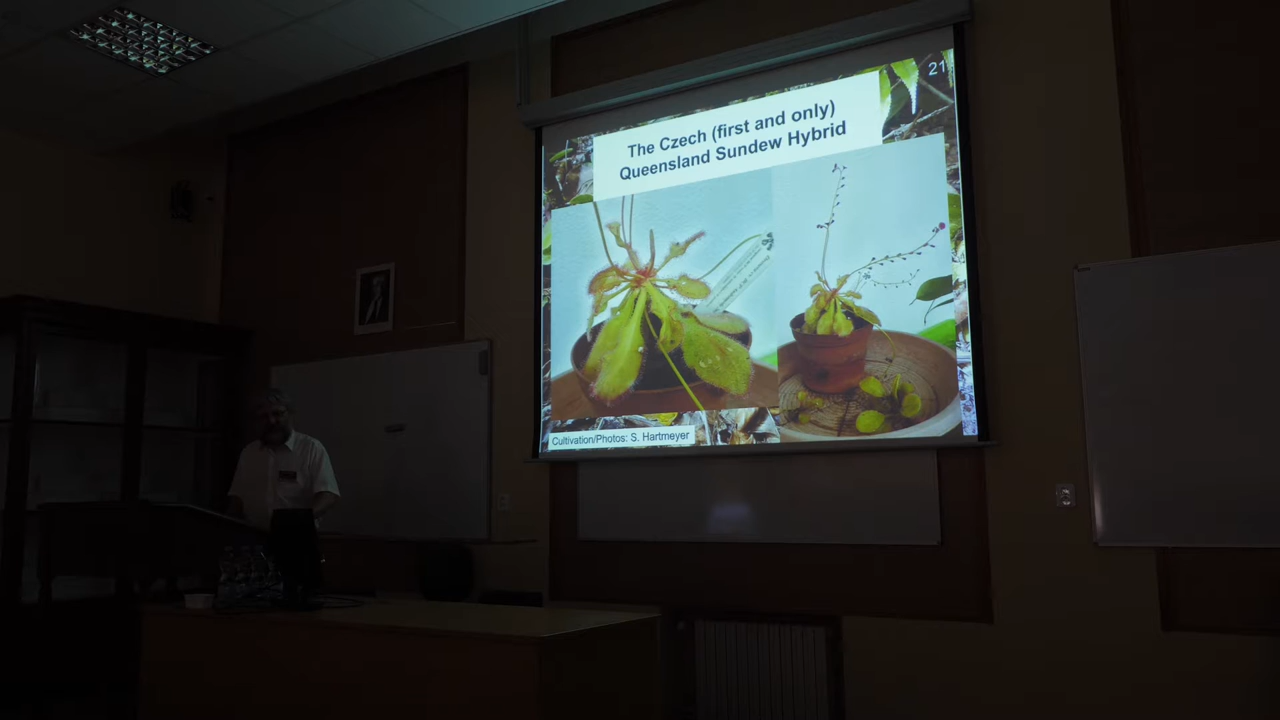 21
The Czech (first and only)
Queensland Sundew Hybrid
Cultivation/Photos: S. Hartmeyer